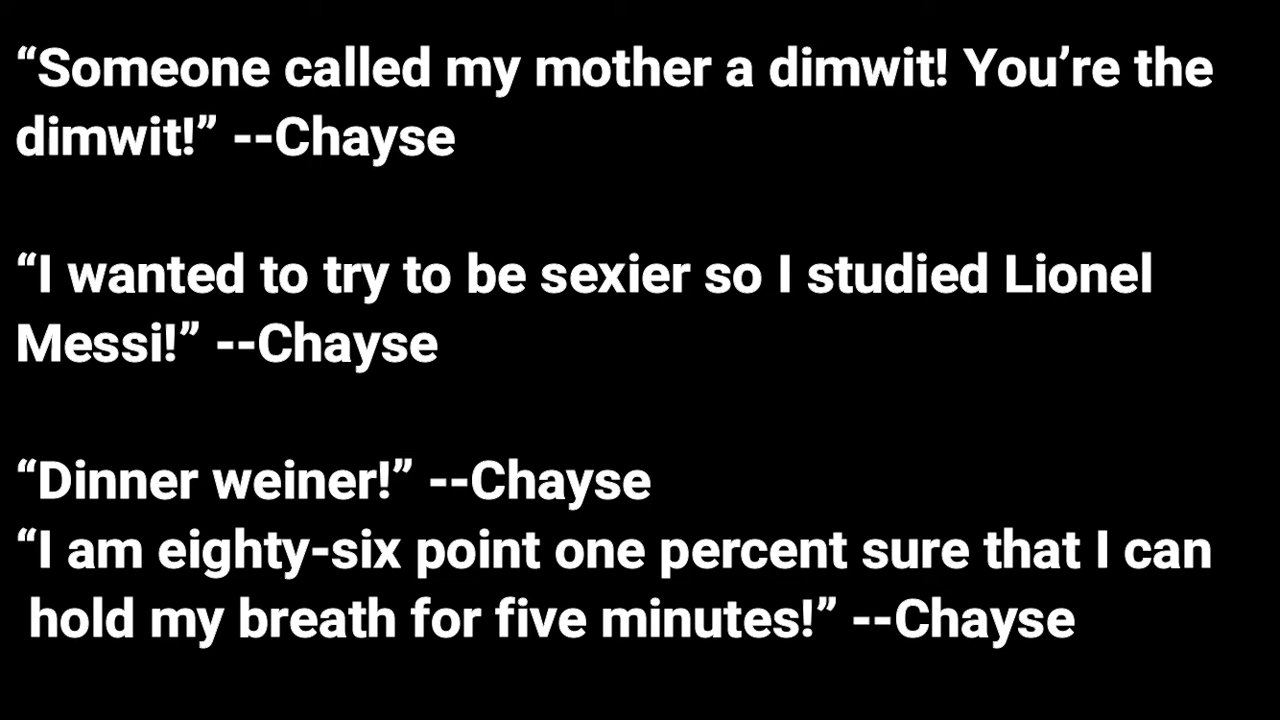 “Someone called my mother a dimwit! You’re the
dimwit!” --Chayse
“I wanted to try to be sexier so I studied Lionel
Messi!” --Chayse
“Dinner weiner!” --Chayse
“I am eighty-six point one percent sure that I can
hold my breath for five minutes!” --Chayse